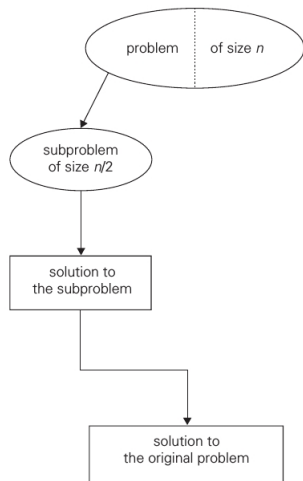 problem of size n
subproblem
of size n/2
solution to
the subproblem
solution to
the original problem